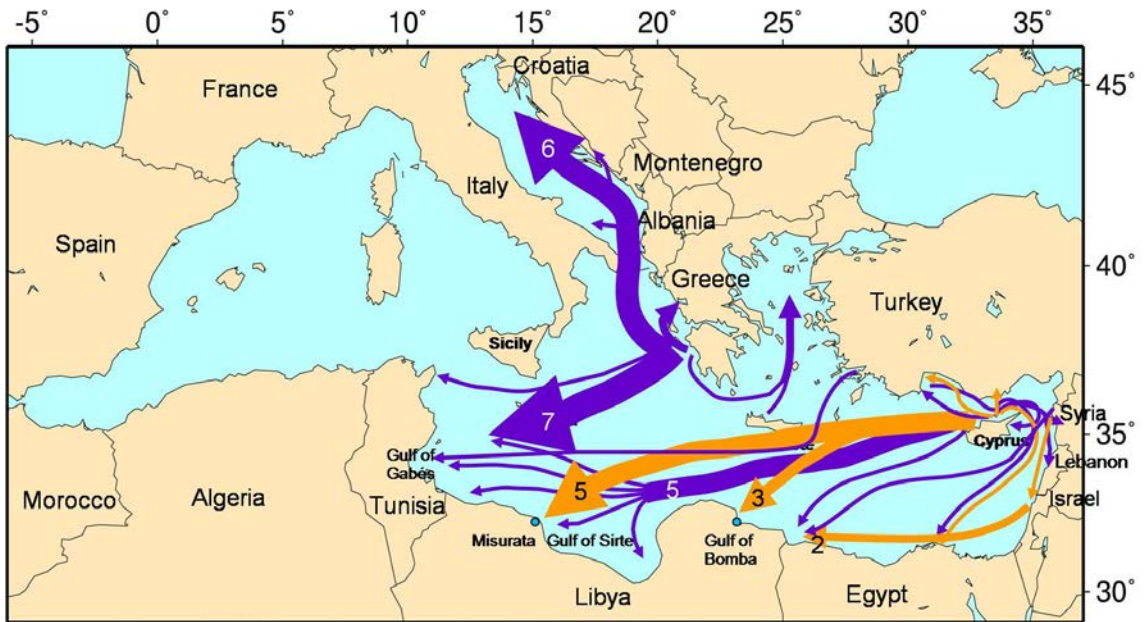 -5° 0° 5° 10° 15° 20° 25° 30° 35°
Croatia
45°
France
6
Montenegro
Italy
Albania
Spain
40°
Greece
Turkey
Sicily
7
Syria
35°
Cyprus
Gulf of
Gabés
Lebanon
5
5
3
Morocco
Algeria
Tunisia
Israel
Misurata
Gulf of Sirte
Gulf of
Bomba
2
Libya
Egypt
30°